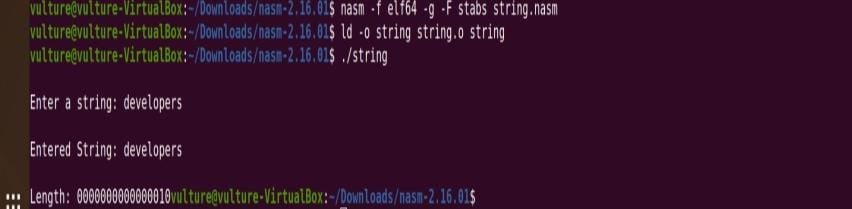 vulture@vulture-VirtualBox:~/Downloads/nasm-2.16.01$ nasm -f elf64 -g -F stabs string.nasm
vulture@vulture-VirtualBox:~/Downloads/nasm-2.16.01$ ld -o string string.o string
vulture@vulture-VirtualBox:~/Downloads/nasm-2.16.01$ ./string
Enter a string: developers
Entered String: developers
Length: 0000000000000010vulture@vulture-VirtualBox:~/Downloads/nasm-2.16.01$